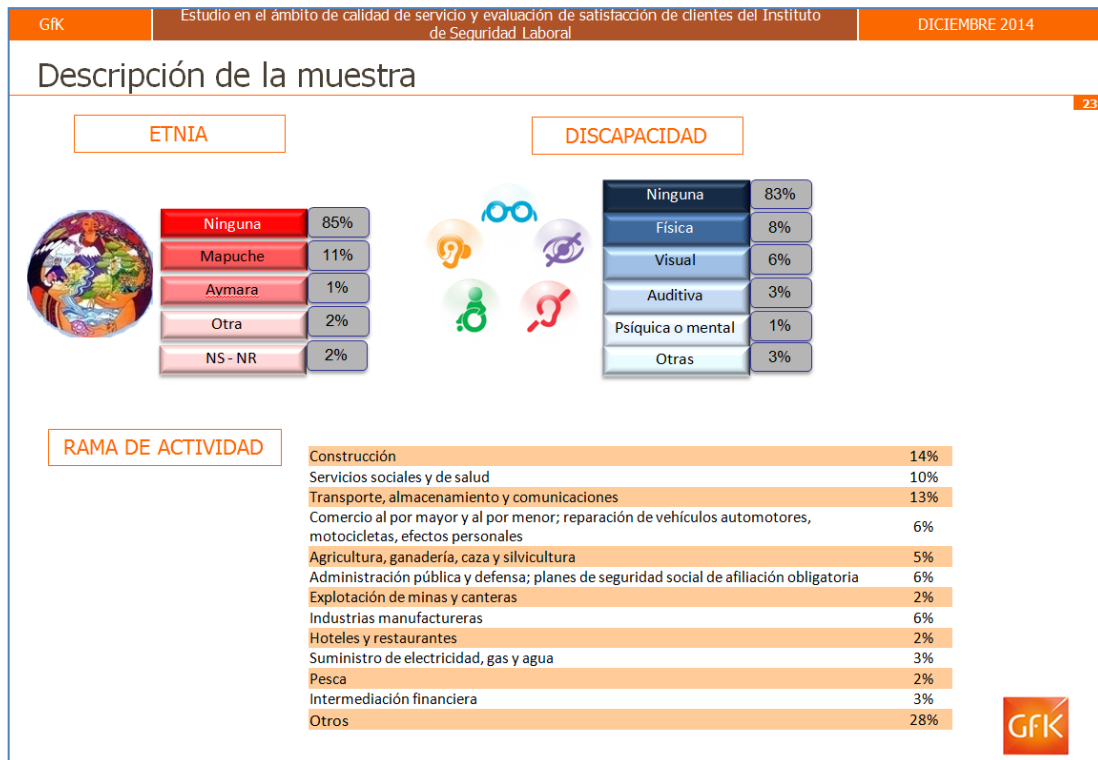 GfK
Estudio en el ámbito de calidad de servicio y evaluación de satisfacción de clientes del Instituto
de Seguridad Laboral
DICIEMBRE 2014
Descripción de la muestra
23
ETNIA
Ninguna 85%
Mapuche 11%
Aymara 1%
Otra 2%
NS - NR 2%
DISCAPACIDAD
Ninguna 83%
Física 8%
Visual 6%
Auditiva 3%
Psíquica o mental 1%
Otras 3%
RAMA DE ACTIVIDAD
Construcción 14%
Servicios sociales y de salud 10%
Transporte, almacenamiento y comunicaciones 13%
Comercio al por mayor y al por menor; reparación de vehículos automotores,
motocicletas, efectos personales 6%
Agricultura, ganadería, caza y silvicultura 5%
Administración pública y defensa; planes de seguridad social de afiliación obligatoria 6%
Explotación de minas y canteras 2%
Industrias manufactureras 6%
Hoteles y restaurantes 2%
Suministro de electricidad, gas y agua 3%
Pesca 2%
Intermediación financiera 3%
Otros 28%
GfK